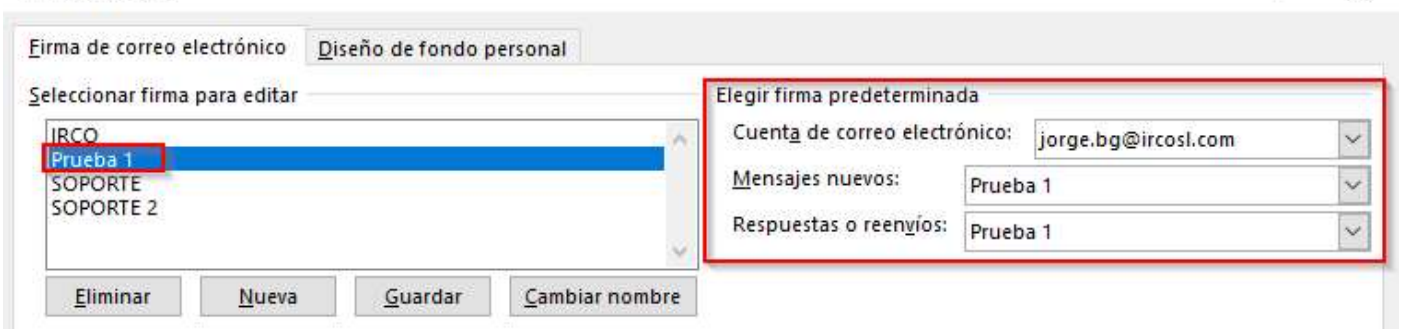 Firma de correo electrónico
Diseño de fondo personal
Seleccionar firma para editar
IRCO
Prueba 1
SOPORTE
SOPORTE 2
Eliminar
Nueva
Guardar
Cambiar nombre
Elegir firma predeterminada
Cuenta de correo electrónico: jorge.bg@ircosl.com
Mensajes nuevos: Prueba 1
Respuestas o reenvíos: Prueba 1